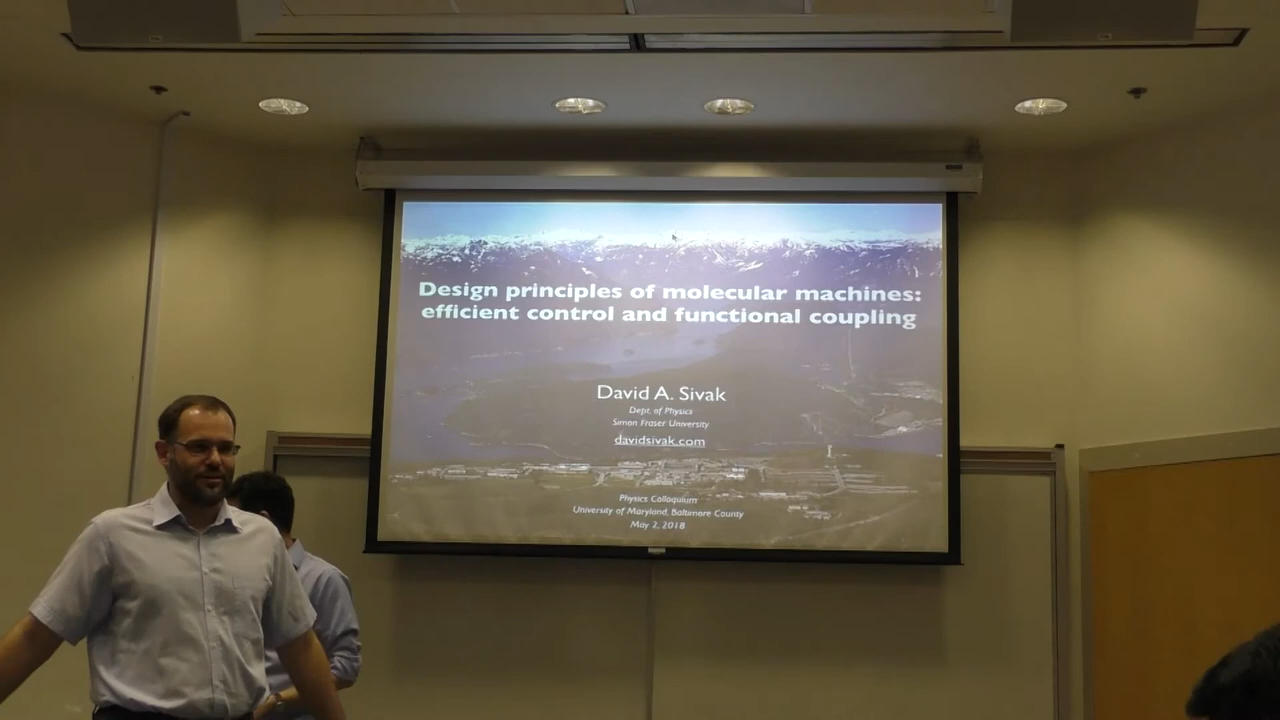 Design principles of molecular machines:
efficient control and functional coupling
David A. Sivak
Dept. of Physics
Simon Fraser University
davidsivak.com
Physics Colloquium
University of Maryland, Baltimore County
May 2, 2018